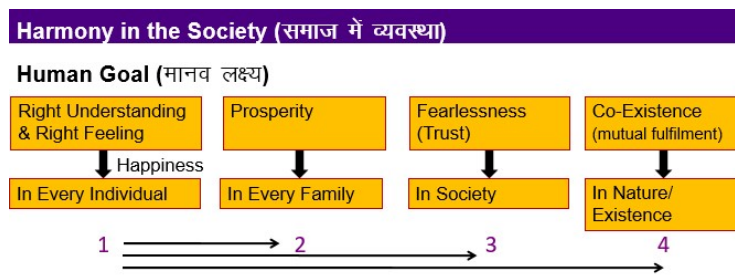 Harmony in the Society (समाज में व्यवस्था)
Human Goal (मानव लक्ष्य)
Right Understanding
& Right Feeling
Prosperity
Fearlessness
(Trust)
Co-Existence
(mutual fulfilment)
Happiness
In Every Individual
In Every Family
In Society
In Nature/
Existence
1
2
3
4